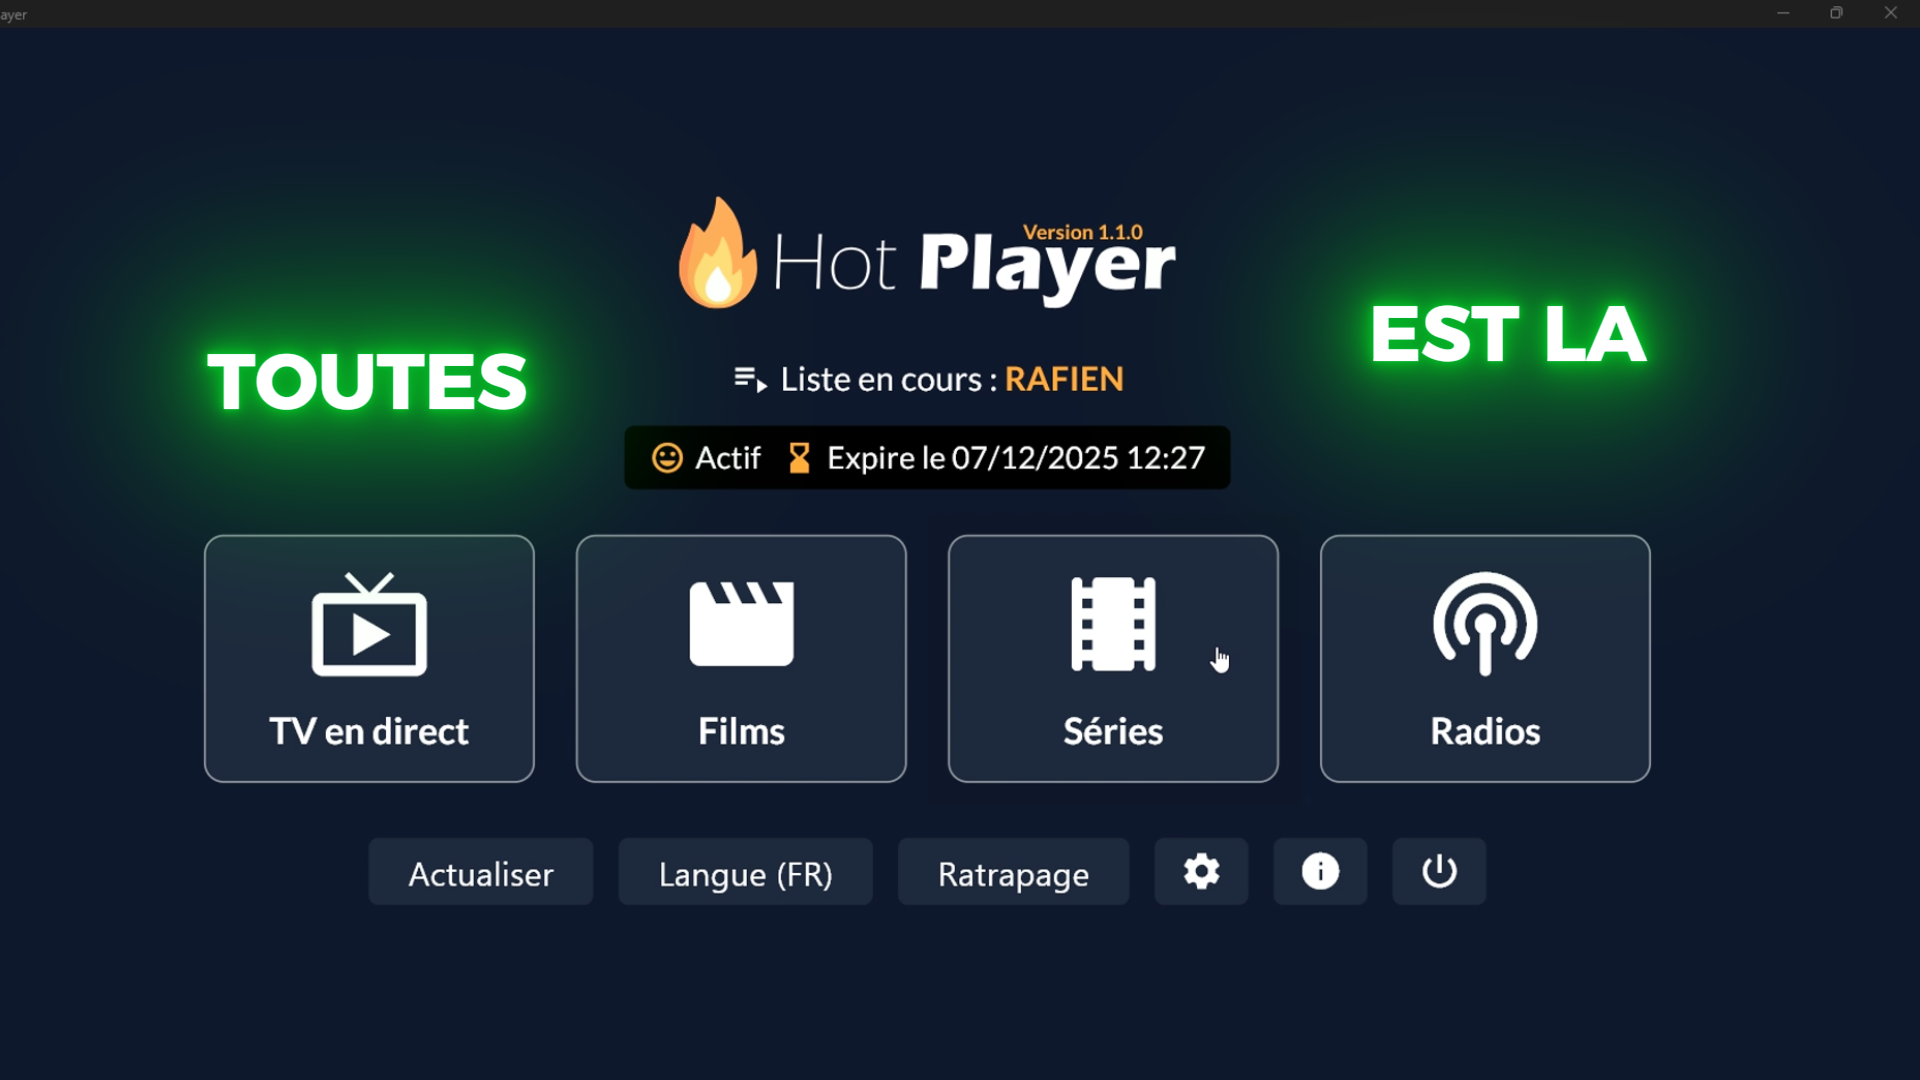 ayer
Version 1.1.0
Hot Player
EST LA
TOUTES
Liste en cours : RAFIEN
Actif Expire le 07/12/2025 12:27
TV en direct
Films
Séries
Radios
Actualiser
Langue (FR)
Ratrapage